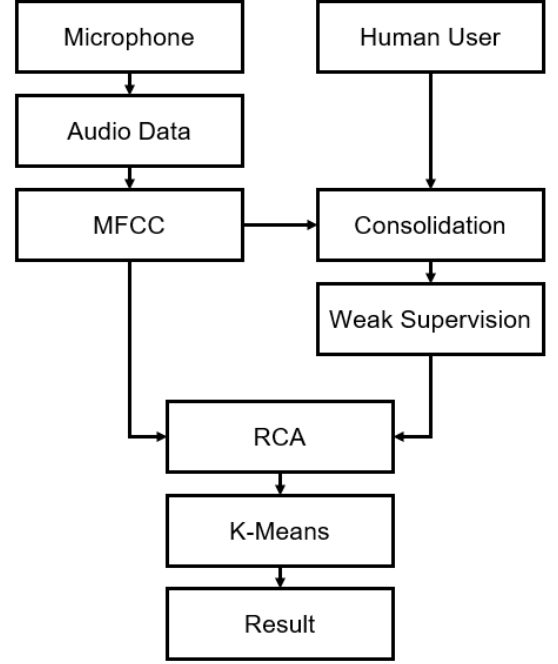 Microphone
Human User
Audio Data
MFCC
Consolidation
Weak Supervision
RCA
K-Means
Result